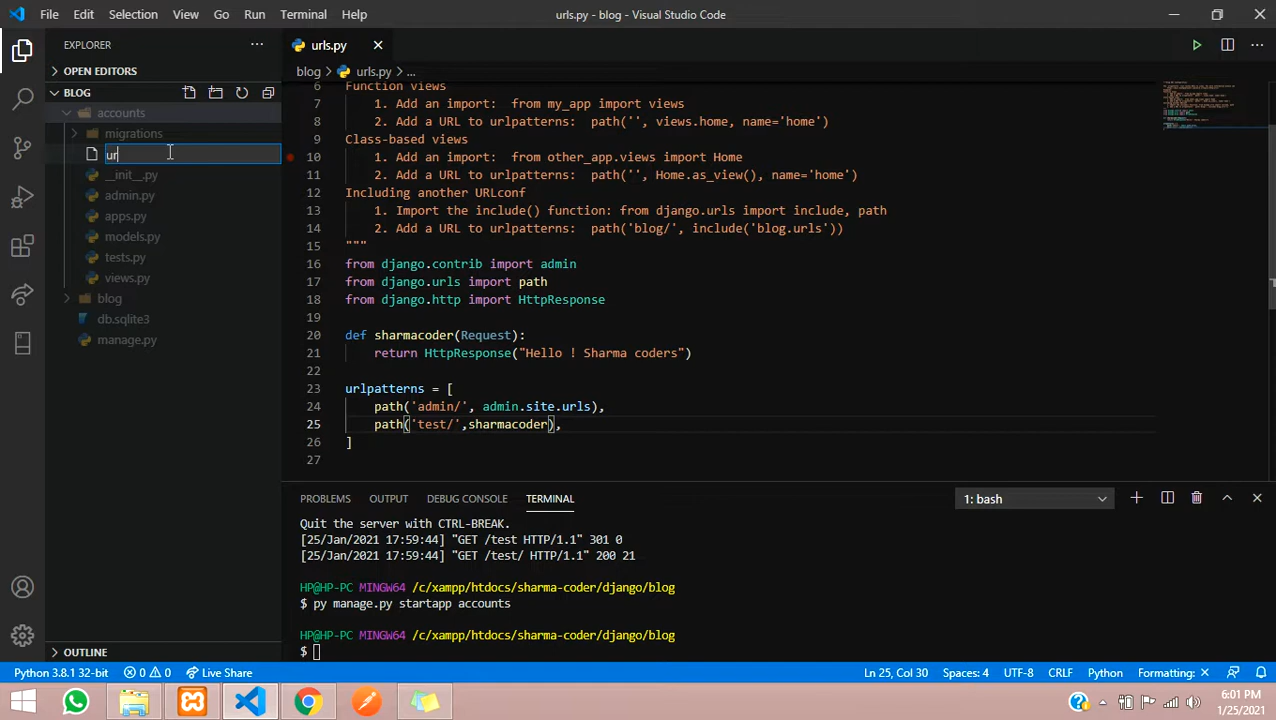 File Edit Selection View Go Run Terminal Help
urls.py - blog - Visual Studio Code
EXPLORER
OPEN EDITORS
BLOG
accounts
migrations
ur
__init__.py
admin.py
apps.py
models.py
tests.py
views.py
blog
db.sqlite3
manage.py
OUTLINE
urls.py
blog > urls.py > ...
6 Function views
7 1. Add an import:  from my_app import views
8 2. Add a URL to urlpatterns:  path('', views.home, name='home')
9 Class-based views
10 1. Add an import:  from other_app.views import Home
11 2. Add a URL to urlpatterns:  path('', Home.as_view(), name='home')
12 Including another URLconf
13 1. Import the include() function: from django.urls import include, path
14 2. Add a URL to urlpatterns:  path('blog/', include('blog.urls'))
15 """
16 from django.contrib import admin
17 from django.urls import path
18 from django.http import HttpResponse
19
20 def sharmacoder(Request):
21 return HttpResponse("Hello ! Sharma coders")
22
23 urlpatterns = [
24 path('admin/', admin.site.urls),
25 path('test/',sharmacoder),
26 ]
27
PROBLEMS OUTPUT DEBUG CONSOLE TERMINAL
1: bash
Quit the server with CTRL-BREAK.
[25/Jan/2021 17:59:44] "GET /test HTTP/1.1" 301 0
[25/Jan/2021 17:59:44] "GET /test/ HTTP/1.1" 200 21
HP@HP-PC MINGW64 /c/xampp/htdocs/sharma-coder/django/blog
$ py manage.py startapp accounts
HP@HP-PC MINGW64 /c/xampp/htdocs/sharma-coder/django/blog
$
Python 3.8.1 32-bit 0 0 Live Share
Ln 25, Col 30 Spaces: 4 UTF-8 CRLF Python Formatting: ✕
6:01 PM
1/25/2021